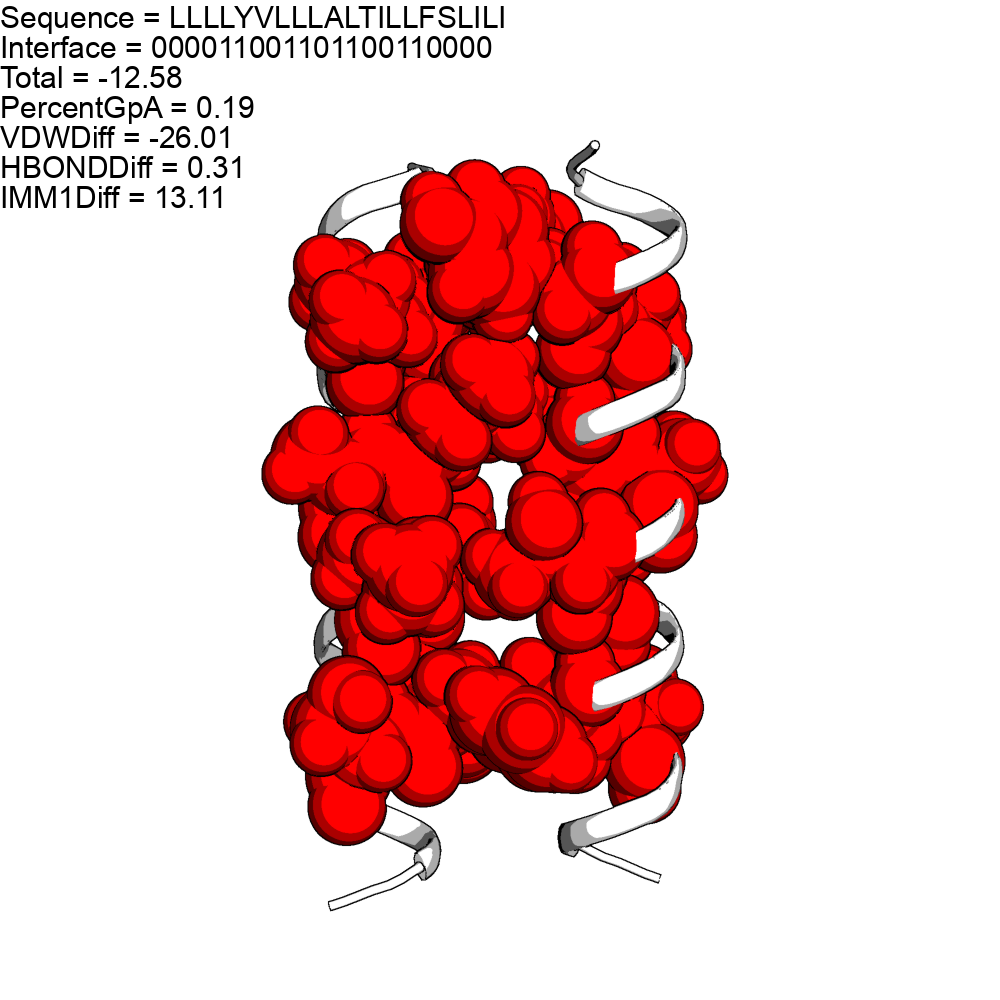 Sequence = LLLLYVLLLALTILLFSLILI
Interface = 000011001101100110000
Total = -12.58
PercentGpA = 0.19
VDWDiff = -26.01
HBONDDiff = 0.31
IMM1Diff = 13.11